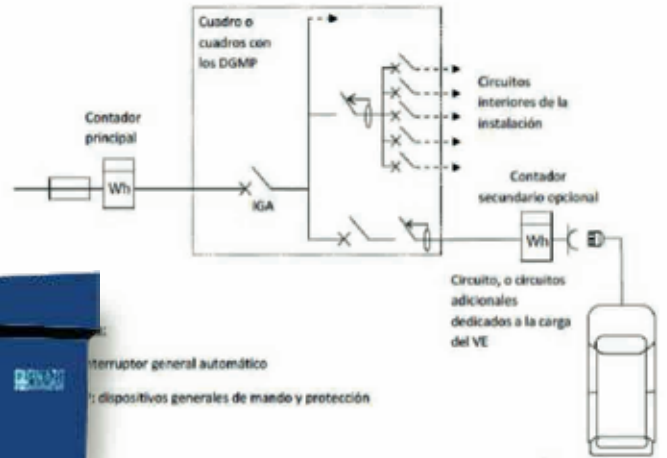 Cuadro o
cuadros con
los DGMP
Circuitos
interiores de la
instalación
Contador
principal
Wh
IGA
Contador
secundario opcional
Wh
Circuito, o circuitos
adicionales
dedicados a la carga
del VE
nterruptor general automático
: dispositivos generales de mando y protección